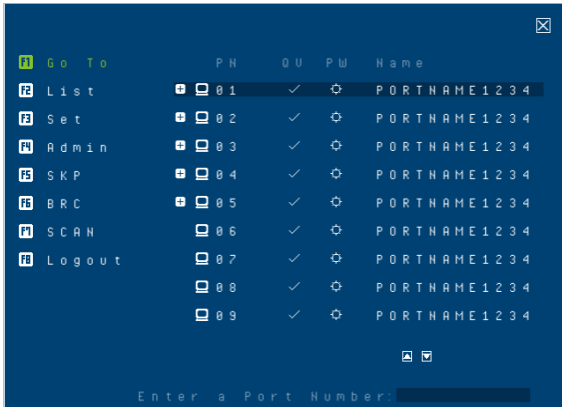 F1 Go To PN QV PW Name
F2 List 01 PORTNAME1234
F3 Set 02 PORTNAME1234
F4 Admin 03 PORTNAME1234
F5 SKP 04 PORTNAME1234
F6 BRC 05 PORTNAME1234
F7 SCAN 06 PORTNAME1234
F8 Logout 07 PORTNAME1234
08 PORTNAME1234
09 PORTNAME1234
Enter a Port Number: